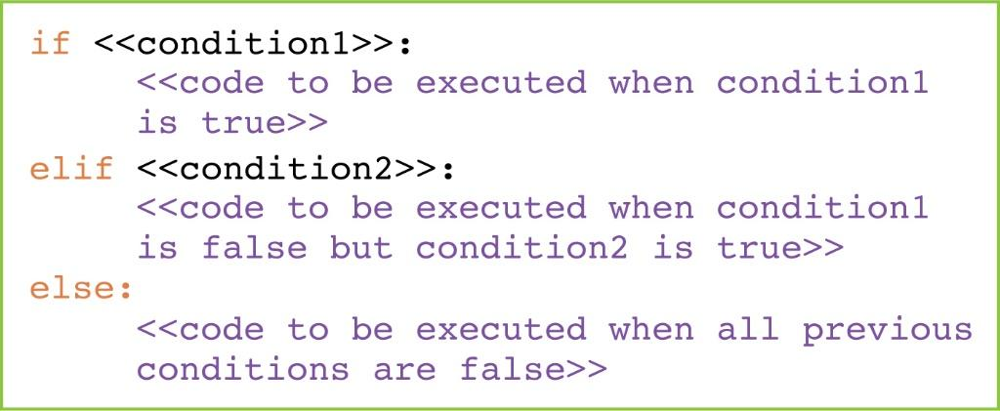 if <<condition1>>:
<<code to be executed when condition1
is true>>
elif <<condition2>>:
<<code to be executed when condition1
is false but condition2 is true>>
else:
<<code to be executed when all previous
conditions are false>>